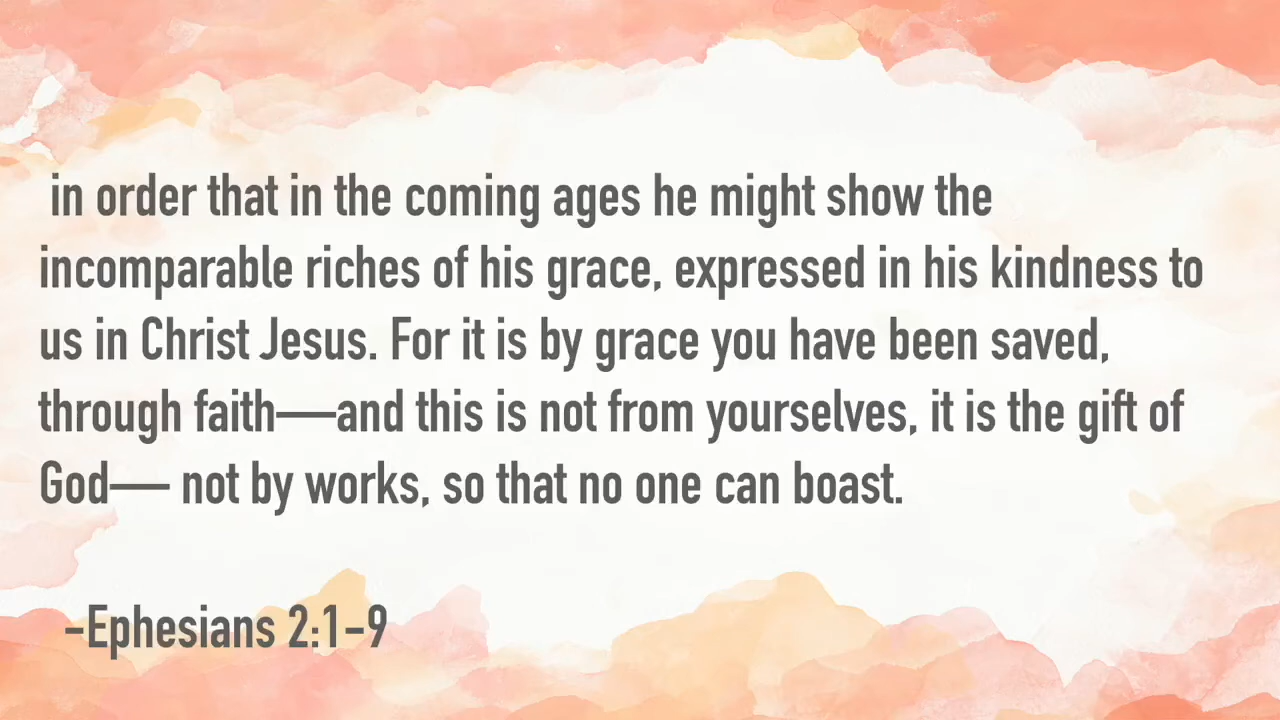 in order that in the coming ages he might show the
incomparable riches of his grace, expressed in his kindness to
us in Christ Jesus. For it is by grace you have been saved,
through faith—and this is not from yourselves, it is the gift of
God— not by works, so that no one can boast.
-Ephesians 2:1-9